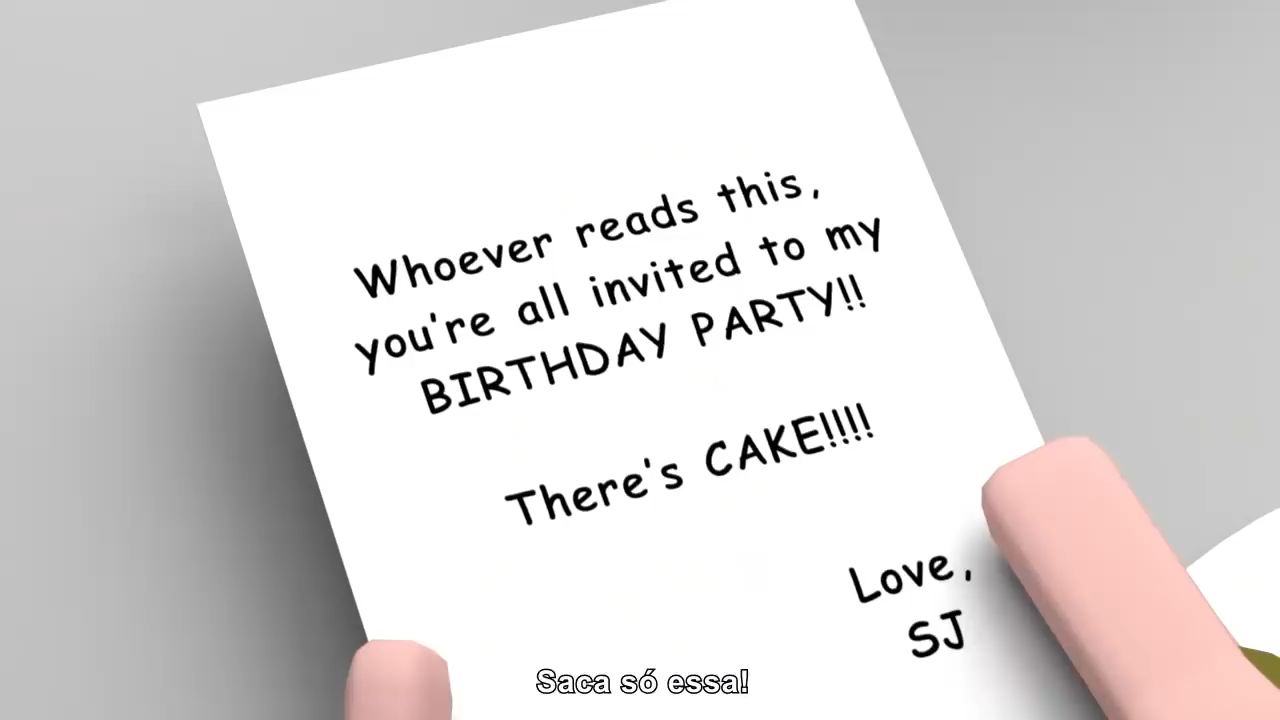 Whoever reads this,
you're all invited to my
BIRTHDAY PARTY!!
There's CAKE!!!!
Love,
SJ
Saca só essa!